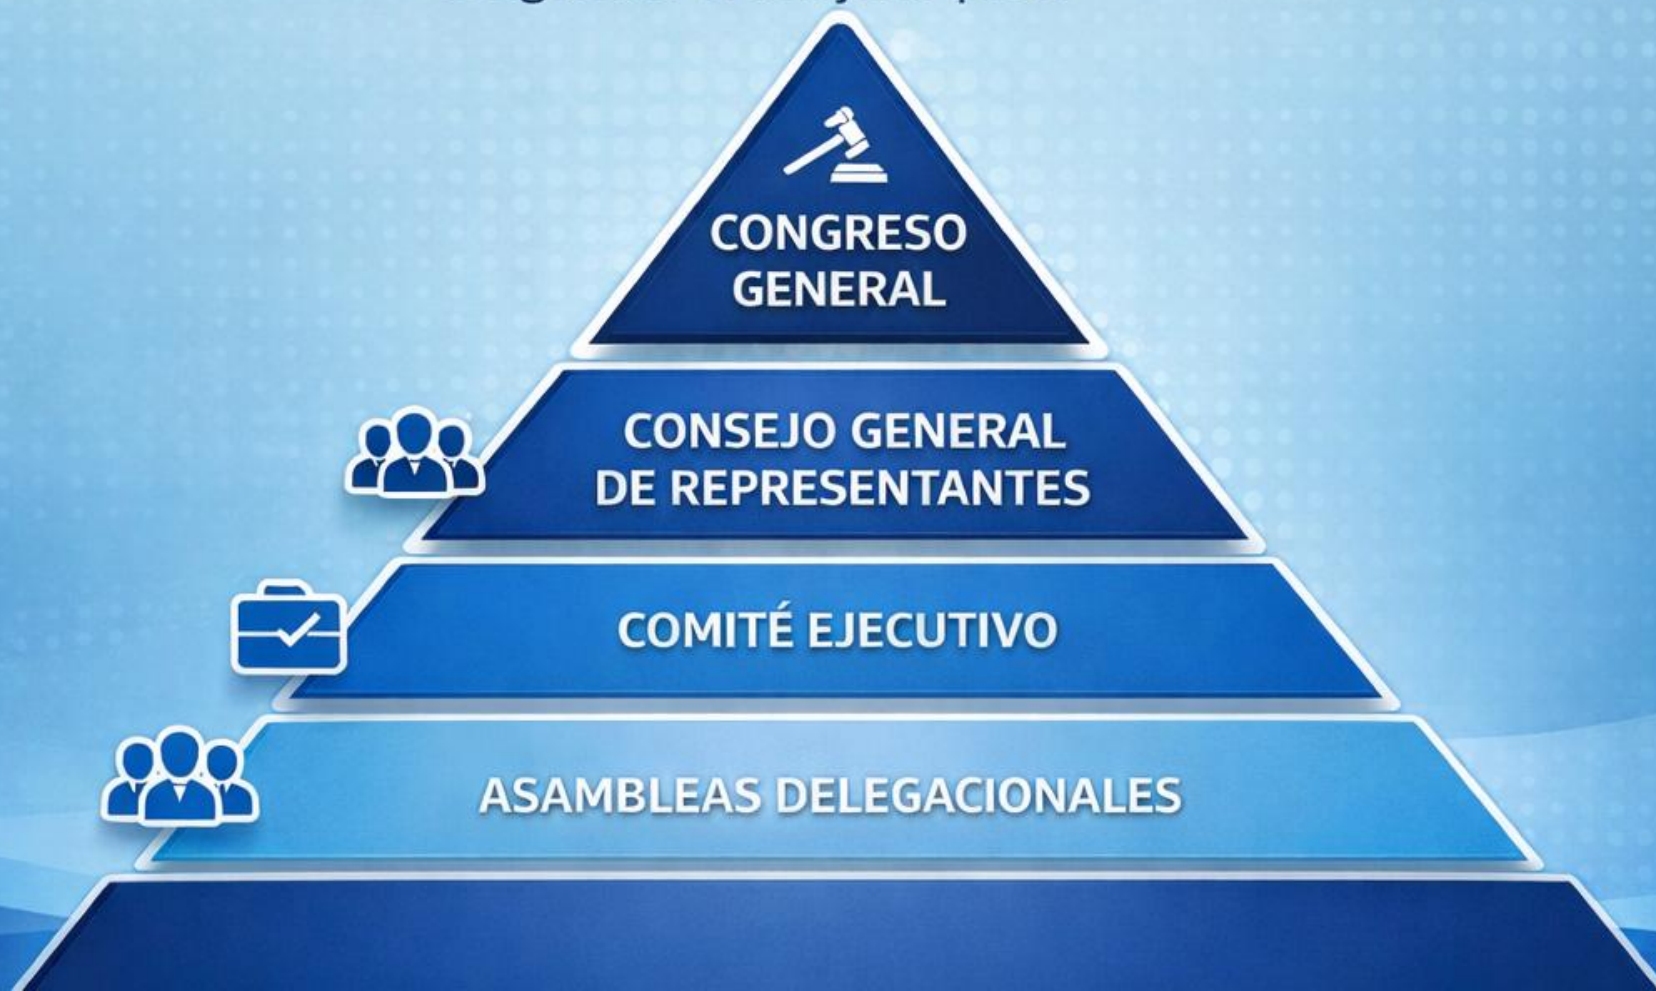 CONGRESO
GENERAL
CONSEJO GENERAL
DE REPRESENTANTES
COMITÉ EJECUTIVO
ASAMBLEAS DELEGACIONALES